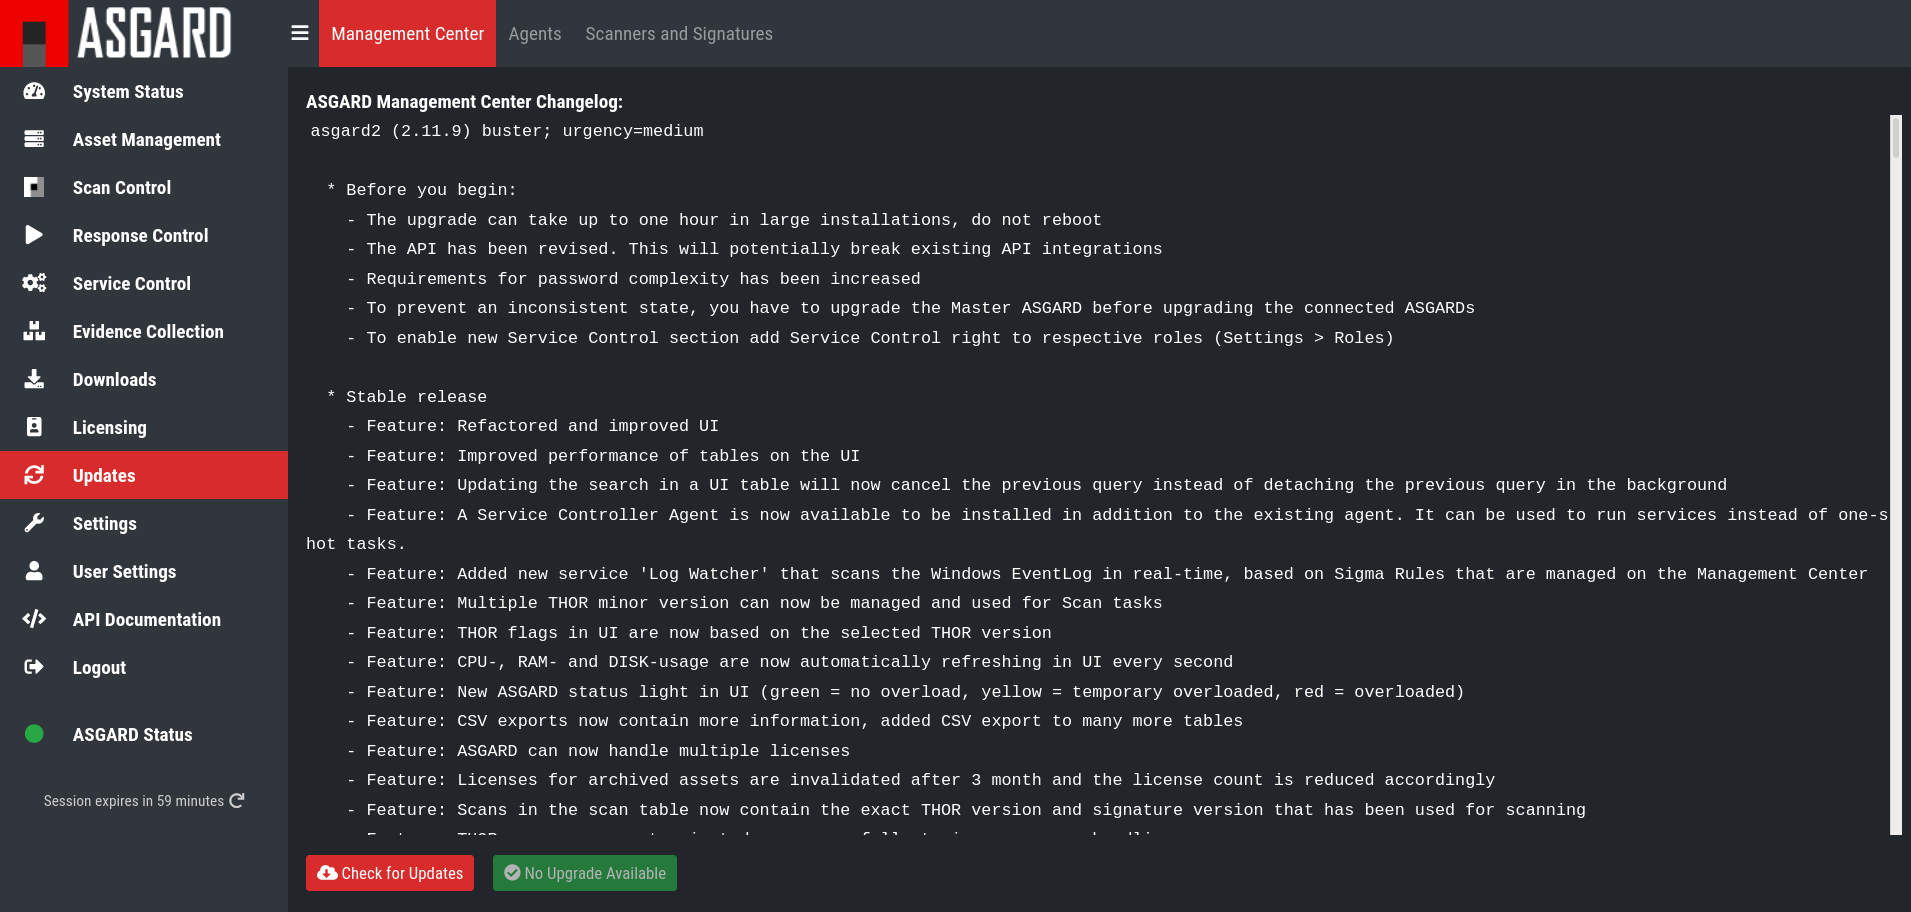 ASGARD
Management Center
Agents
Scanners and Signatures
System Status
Asset Management
Scan Control
Response Control
Service Control
Evidence Collection
Downloads
Licensing
Updates
Settings
User Settings
API Documentation
Logout
ASGARD Status
Session expires in 59 minutes
ASGARD Management Center Changelog:
asgard2 (2.11.9) buster; urgency=medium
* Before you begin:
- The upgrade can take up to one hour in large installations, do not reboot
- The API has been revised. This will potentially break existing API integrations
- Requirements for password complexity has been increased
- To prevent an inconsistent state, you have to upgrade the Master ASGARD before upgrading the connected ASGARDs
- To enable new Service Control section add Service Control right to respective roles (Settings > Roles)
* Stable release
- Feature: Refactored and improved UI
- Feature: Improved performance of tables on the UI
- Feature: Updating the search in a UI table will now cancel the previous query instead of detaching the previous query in the background
- Feature: A Service Controller Agent is now available to be installed in addition to the existing agent. It can be used to run services instead of one-s
hot tasks.
- Feature: Added new service 'Log Watcher' that scans the Windows EventLog in real-time, based on Sigma Rules that are managed on the Management Center
- Feature: Multiple THOR minor version can now be managed and used for Scan tasks
- Feature: THOR flags in UI are now based on the selected THOR version
- Feature: CPU-, RAM- and DISK-usage are now automatically refreshing in UI every second
- Feature: New ASGARD status light in UI (green = no overload, yellow = temporary overloaded, red = overloaded)
- Feature: CSV exports now contain more information, added CSV export to many more tables
- Feature: ASGARD can now handle multiple licenses
- Feature: Licenses for archived assets are invalidated after 3 month and the license count is reduced accordingly
- Feature: Scans in the scan table now contain the exact THOR version and signature version that has been used for scanning
Check for Updates
No Upgrade Available